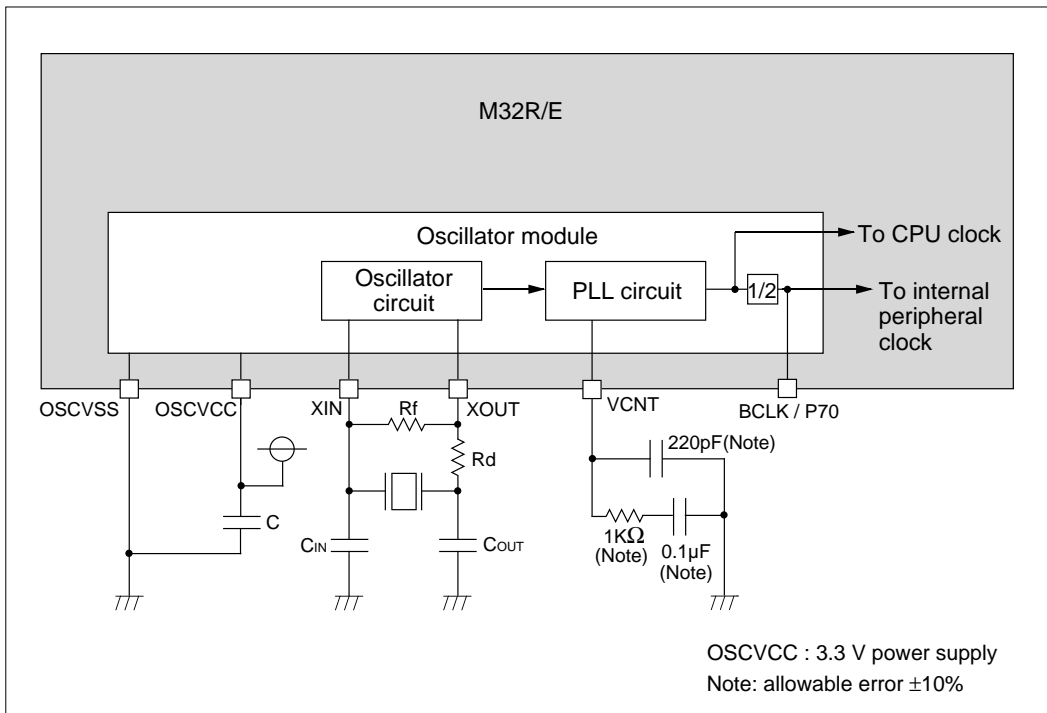 M32R/E
Oscillator module
To CPU clock
Oscillator
circuit
PLL circuit
1/2
To internal
peripheral
clock
OSCVSS
OSCVCC
XIN
XOUT
VCNT
BCLK / P70
Rf
Rd
220pF(Note)
C
CIN
COUT
1KΩ
(Note)
0.1µF
(Note)
OSCVCC : 3.3 V power supply
Note: allowable error ±10%